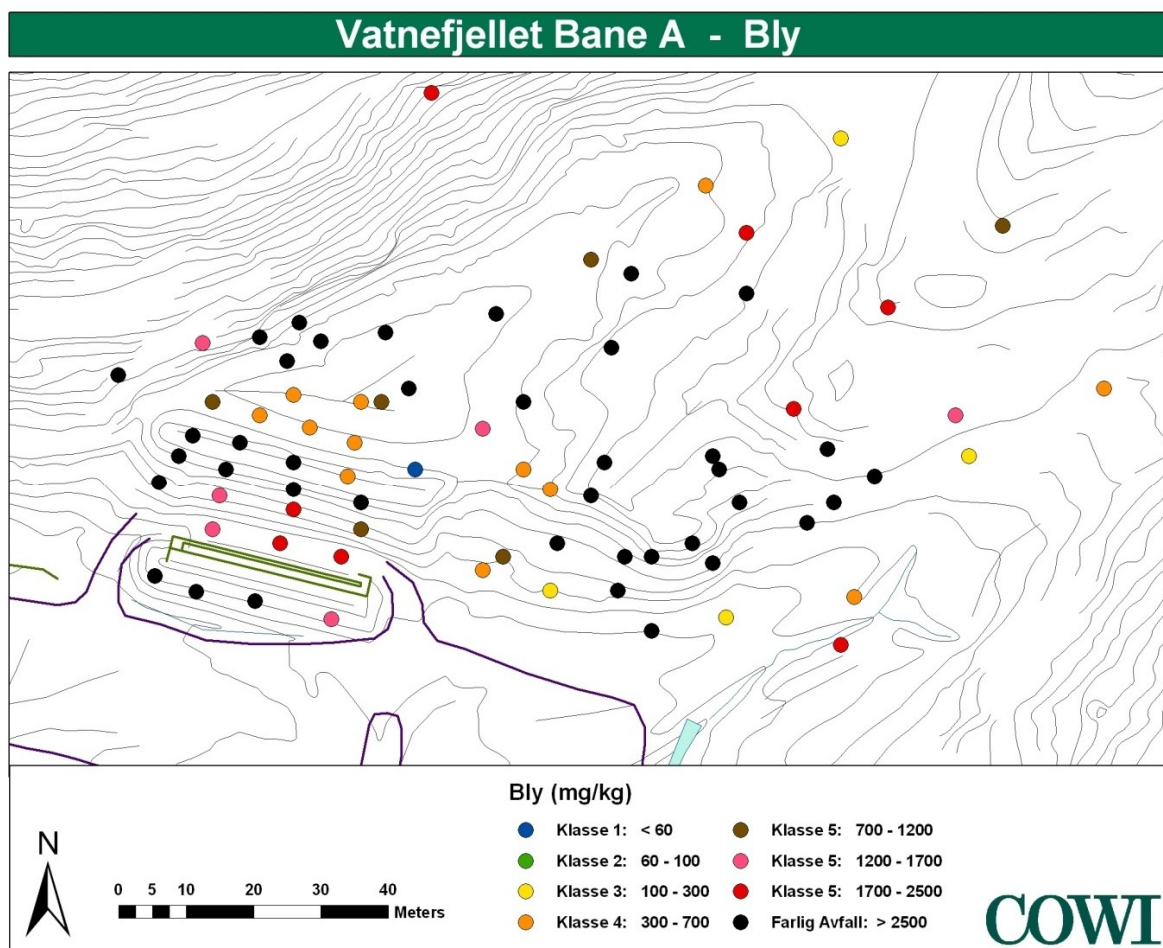 Vatnefjellet Bane A - Bly
Bly (mg/kg)
Klasse 1: < 60
Klasse 2: 60 - 100
Klasse 3: 100 - 300
Klasse 4: 300 - 700
Klasse 5: 700 - 1200
Klasse 5: 1200 - 1700
Klasse 5: 1700 - 2500
Farlig Avfall: > 2500
N
0 5 10 20 30 40
Meters
COWI